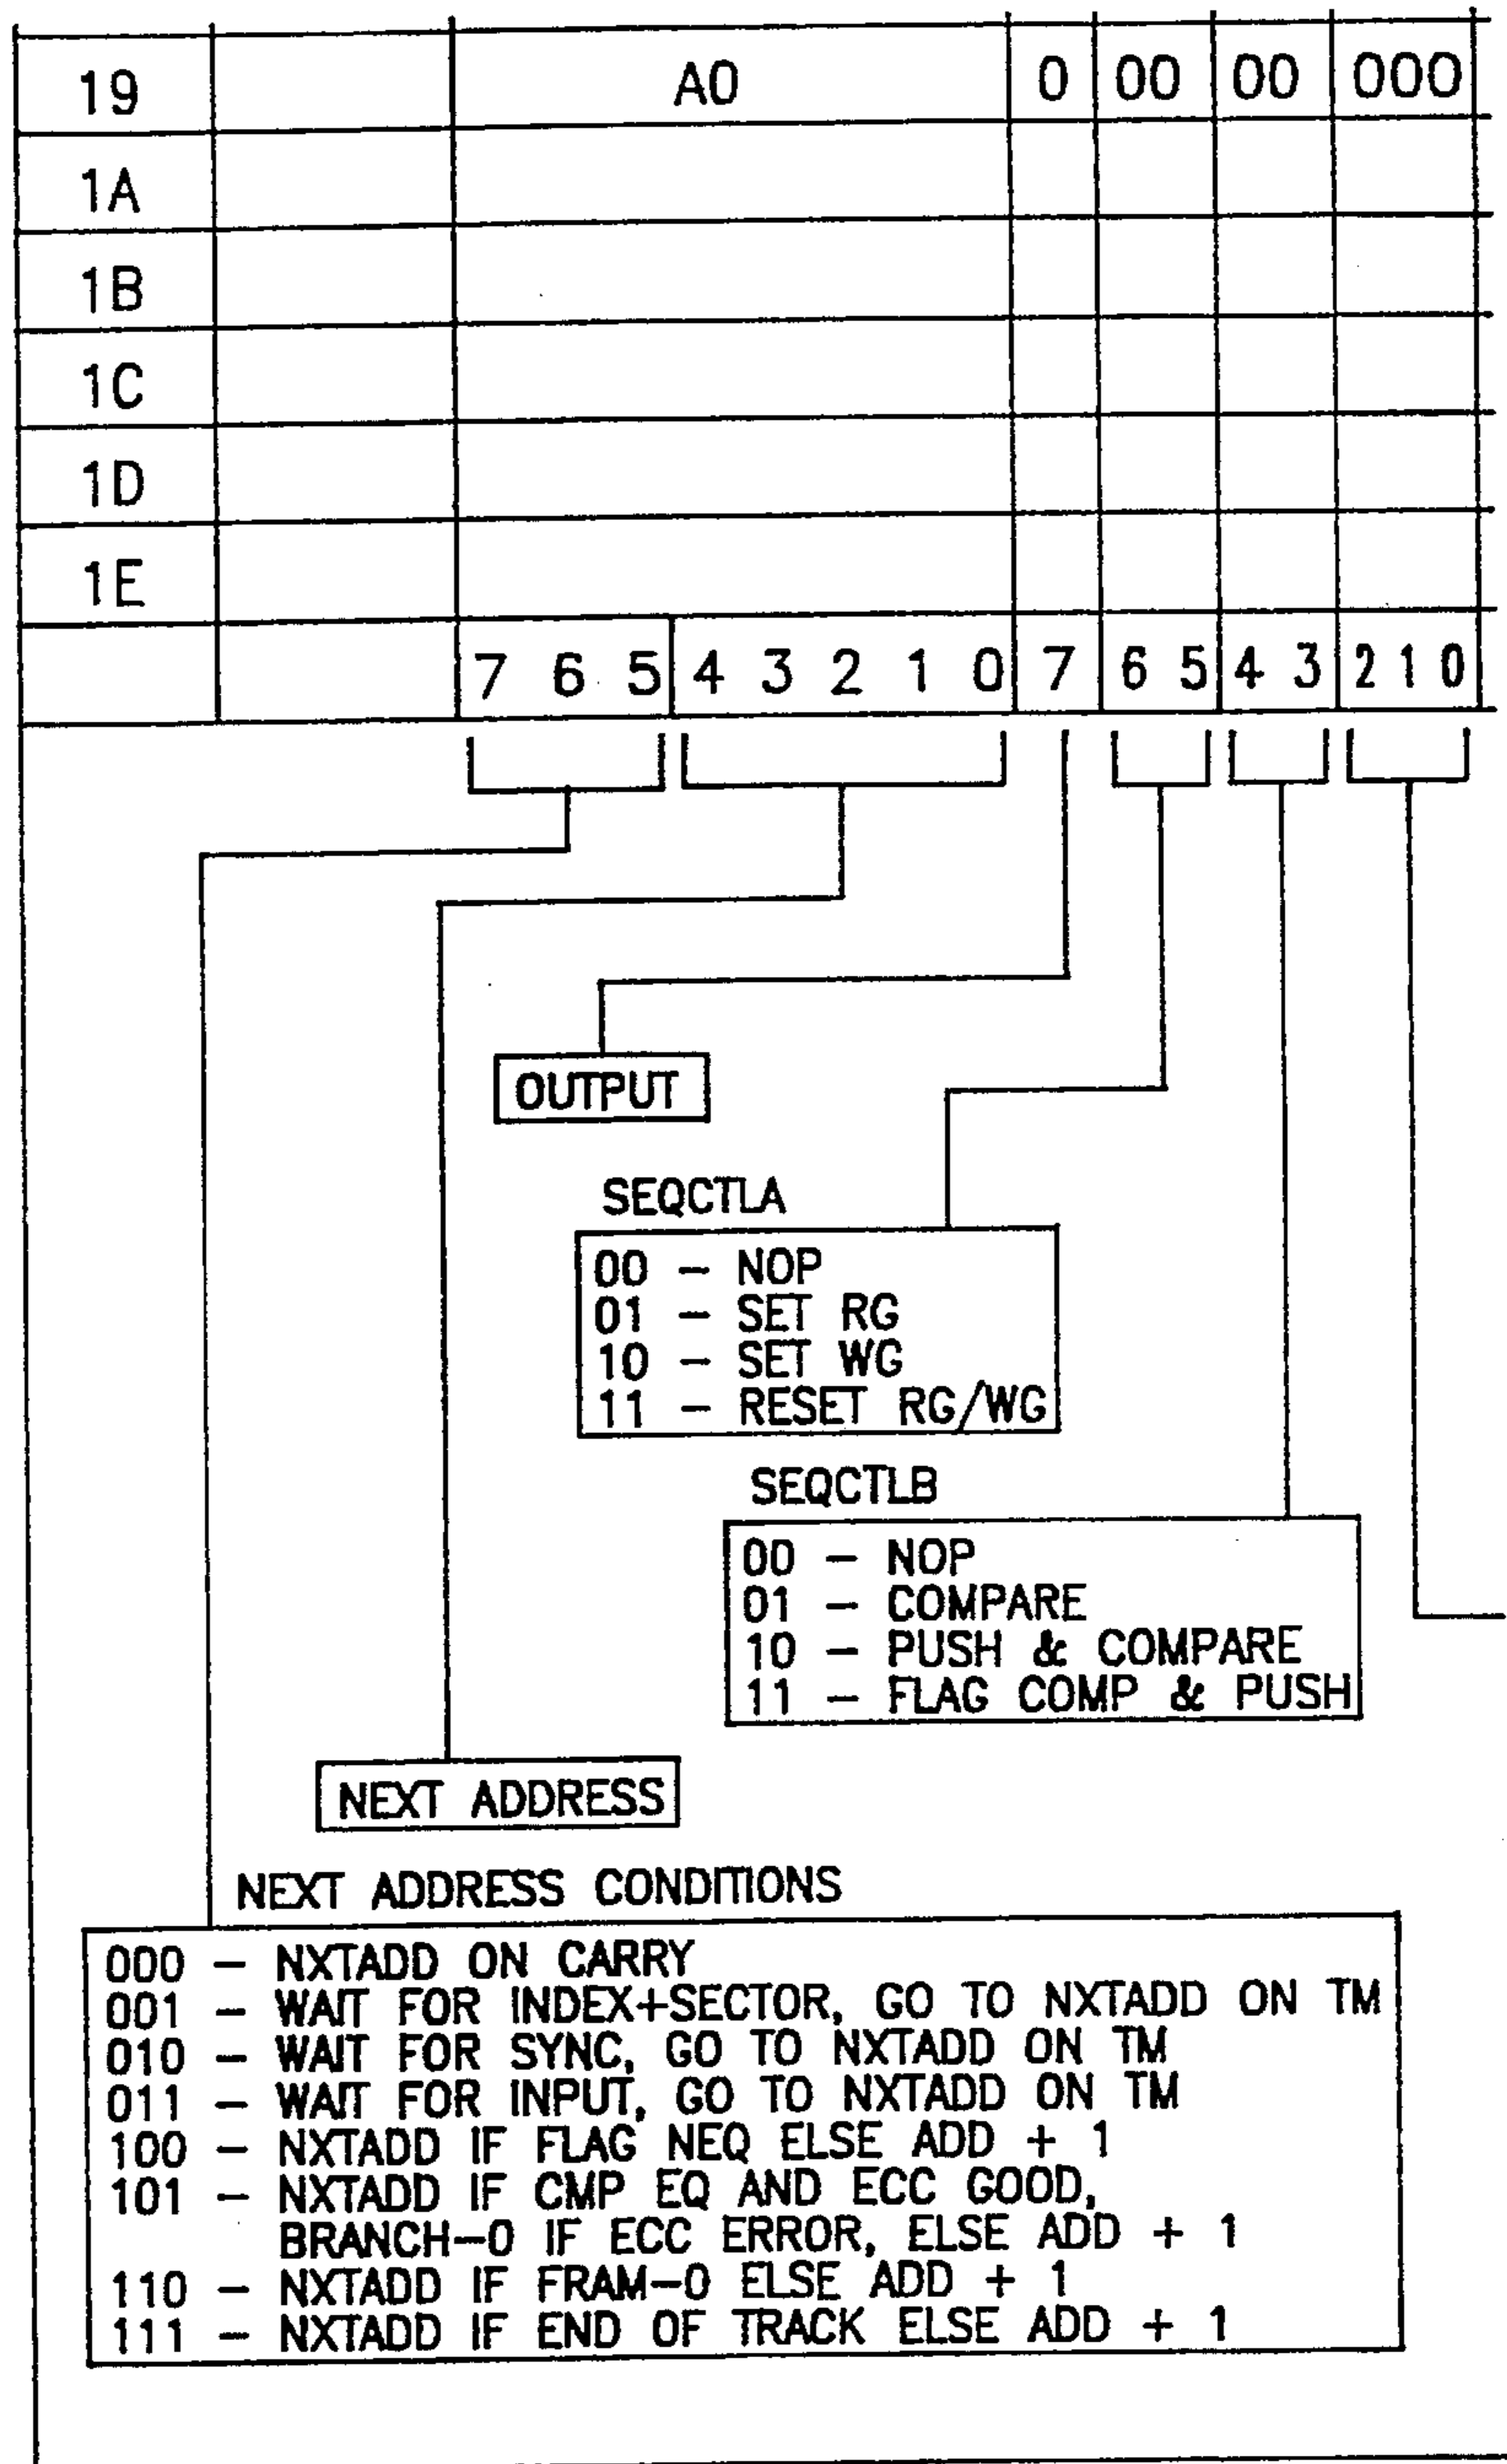 19 A0 0 00 00 000
1A
1B
1C
1D
1E
7 6 5 4 3 2 1 0 7 6 5 4 3 2 1 0
OUTPUT
SEQCTLA
00 – NOP
01 – SET RG
10 – SET WG
11 – RESET RG/WG
SEQCTLB
00 – NOP
01 – COMPARE
10 – PUSH & COMPARE
11 – FLAG COMP & PUSH
NEXT ADDRESS
NEXT ADDRESS CONDITIONS
000 – NXTADD ON CARRY
001 – WAIT FOR INDEX+SECTOR, GO TO NXTADD ON TM
010 – WAIT FOR SYNC, GO TO NXTADD ON TM
011 – WAIT FOR INPUT, GO TO NXTADD ON TM
100 – NXTADD IF FLAG NEQ ELSE ADD + 1
101 – NXTADD IF CMP EQ AND ECC GOOD,
BRANCH–0 IF ECC ERROR, ELSE ADD + 1
110 – NXTADD IF FRAM–0 ELSE ADD + 1
111 – NXTADD IF END OF TRACK ELSE ADD + 1